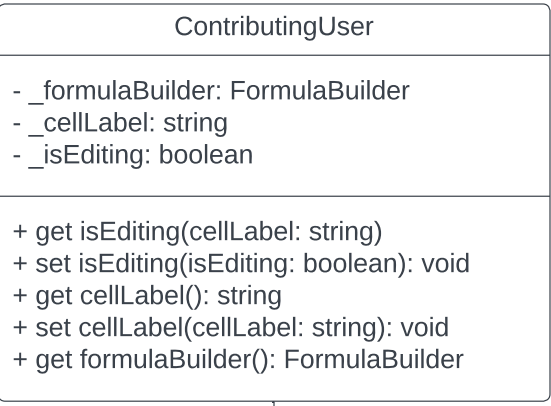 ContributingUser
- _formulaBuilder: FormulaBuilder
- _cellLabel: string
- _isEditing: boolean
+ get isEditing(cellLabel: string)
+ set isEditing(isEditing: boolean): void
+ get cellLabel(): string
+ set cellLabel(cellLabel: string): void
+ get formulaBuilder(): FormulaBuilder